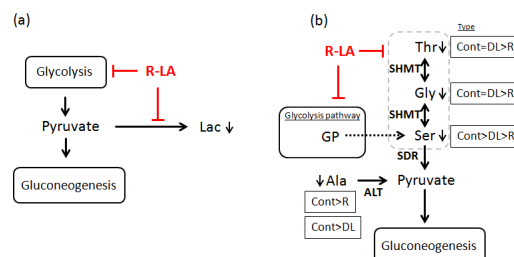 (a)
Glycolysis
R-LA
Pyruvate
Lac ↓
Gluconeogenesis
(b)
Type
R-LA
Thr ↓
Cont=DL>R
SHMT
Gly ↓
Cont=DL>R
SHMT
Glycolysis pathway
GP
Ser ↓
Cont>DL>R
SDR
↓Ala
ALT
Pyruvate
Cont>R
Cont>DL
Gluconeogenesis